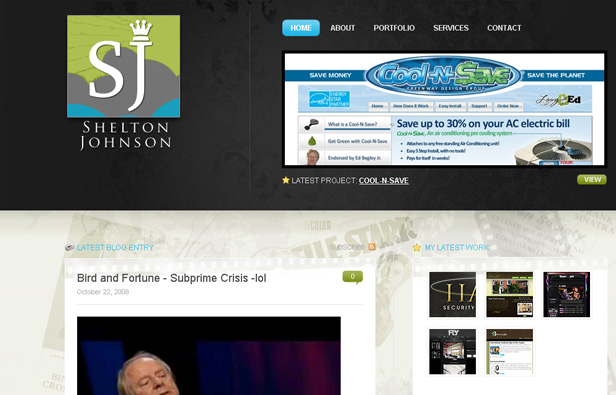 SJ
SHELTON
JOHNSON
HOME
ABOUT
PORTFOLIO
SERVICES
CONTACT
SAVE MONEY
Cool-N-Save
GREENWAY DESIGN GROUP
SAVE THE PLANET
ENERGY STAR
PARTNER
Ed
Home
How Does It Work
Easy Install
Support
Order Now
What is a Cool-N-Save?
Get Green with Cool-N-Save
Endorsed by Ed Begley Jr.
Save up to 30% on your AC electric bill
Cool-N-Save, An air conditioning pre cooling system
Attaches to any free standing Air Conditioning unit!
Easy 5 Step Install, with no tools!
Pays for itself in weeks!
LATEST PROJECT: COOL-N-SAVE
VIEW
LATEST BLOG ENTRY
SUBSCRIBE
MY LATEST WORK
Bird and Fortune - Subprime Crisis -lol
0
October 22, 2008
SECURITY
FLY
SINATRA